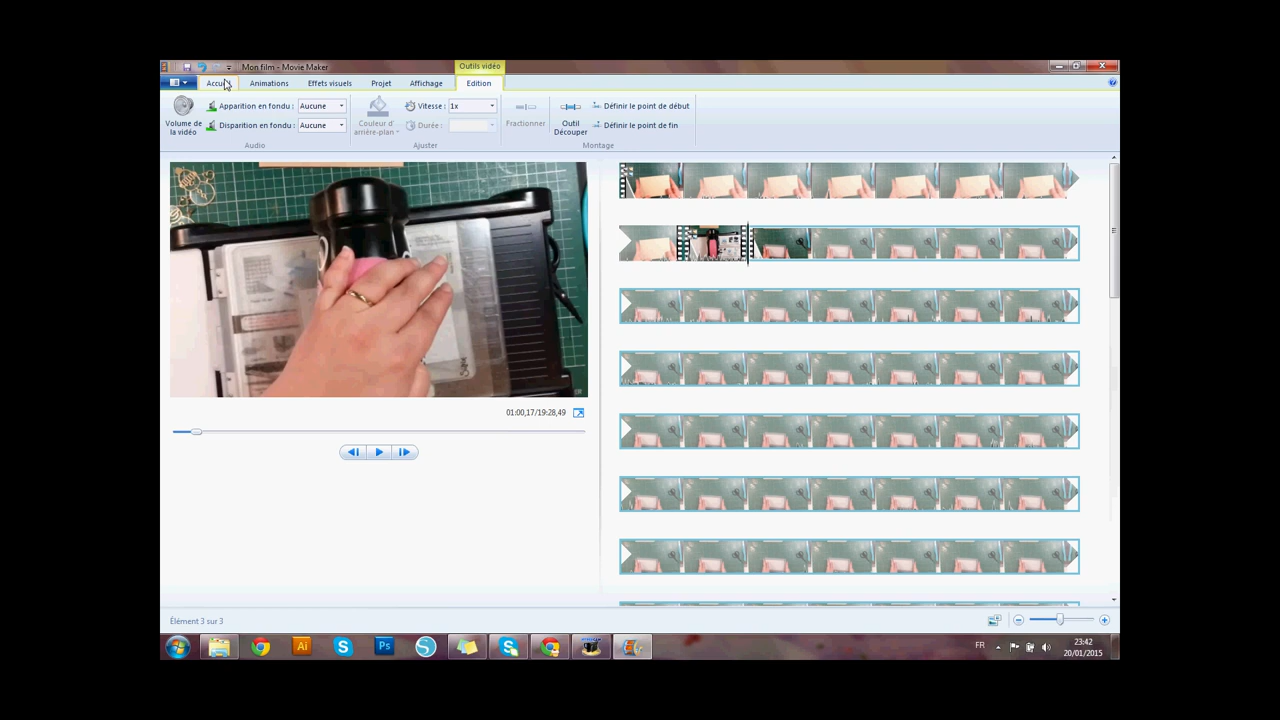 Mon film - Movie Maker
Outils vidéo
Accueil
Animations
Effets visuels
Projet
Affichage
Edition
Volume de
la vidéo
Apparition en fondu : Aucune
Disparition en fondu : Aucune
Audio
Couleur d'
arrière-plan
Vitesse : 1x
Durée :
Ajuster
Fractionner
Outil
Découper
Définir le point de début
Définir le point de fin
Montage
01:00,17/19:28,49
Élément 3 sur 3
Ai
Ps
FR
23:42
20/01/2015